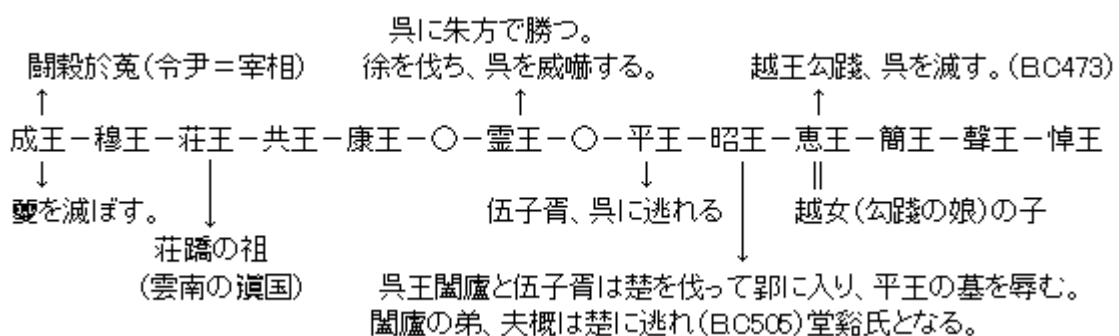 呉に朱方で勝つ。
闘穀於菟(令尹=宰相)
徐を伐ち、呉を威嚇する。
越王勾踐、呉を滅す。(BC473)
成王-穆王-荘王-共王-康王-○-霊王-○-平王-昭王-恵王-簡王-聲王-悼王
夔を滅ぼす。
伍子胥、呉に逃れる
越女(勾踐の娘)の子
荘蹻の祖
(雲南の滇国)
呉王闔廬と伍子胥は楚を伐って郢に入り、平王の墓を辱む。
闔廬の弟、夫概は楚に逃れ(BC505)堂谿氏となる。